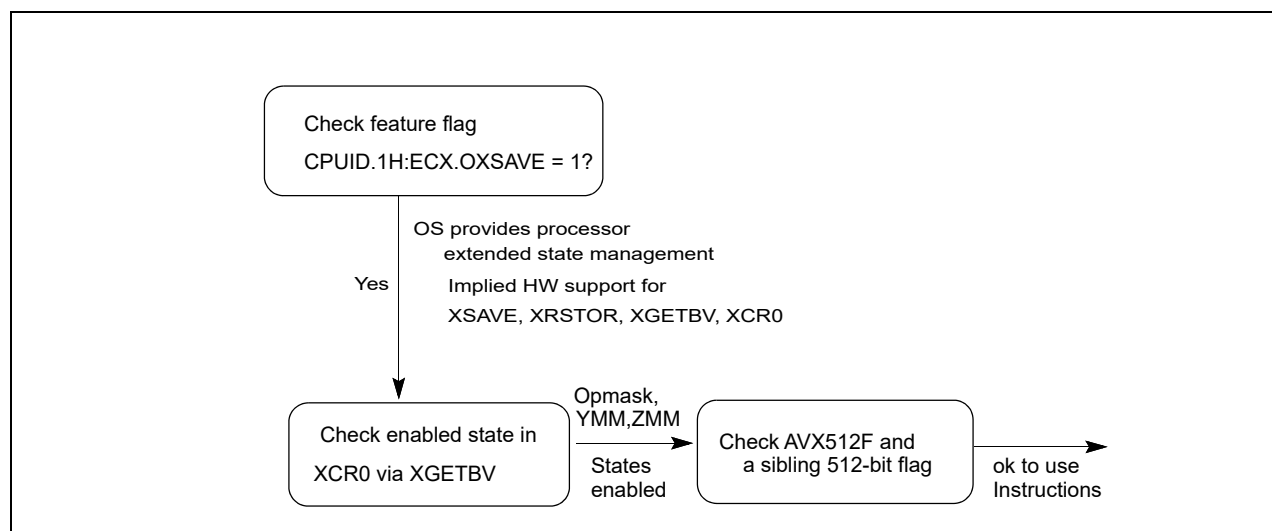 Check feature flag
CPUID.1H:ECX.OXSAVE = 1?
OS provides processor
extended state management
Yes
Implied HW support for
XSAVE, XRSTOR, XGETBV, XCR0
Check enabled state in
XCR0 via XGETBV
Opmask,
YMM,ZMM
States
enabled
Check AVX512F and
a sibling 512-bit flag
ok to use
Instructions